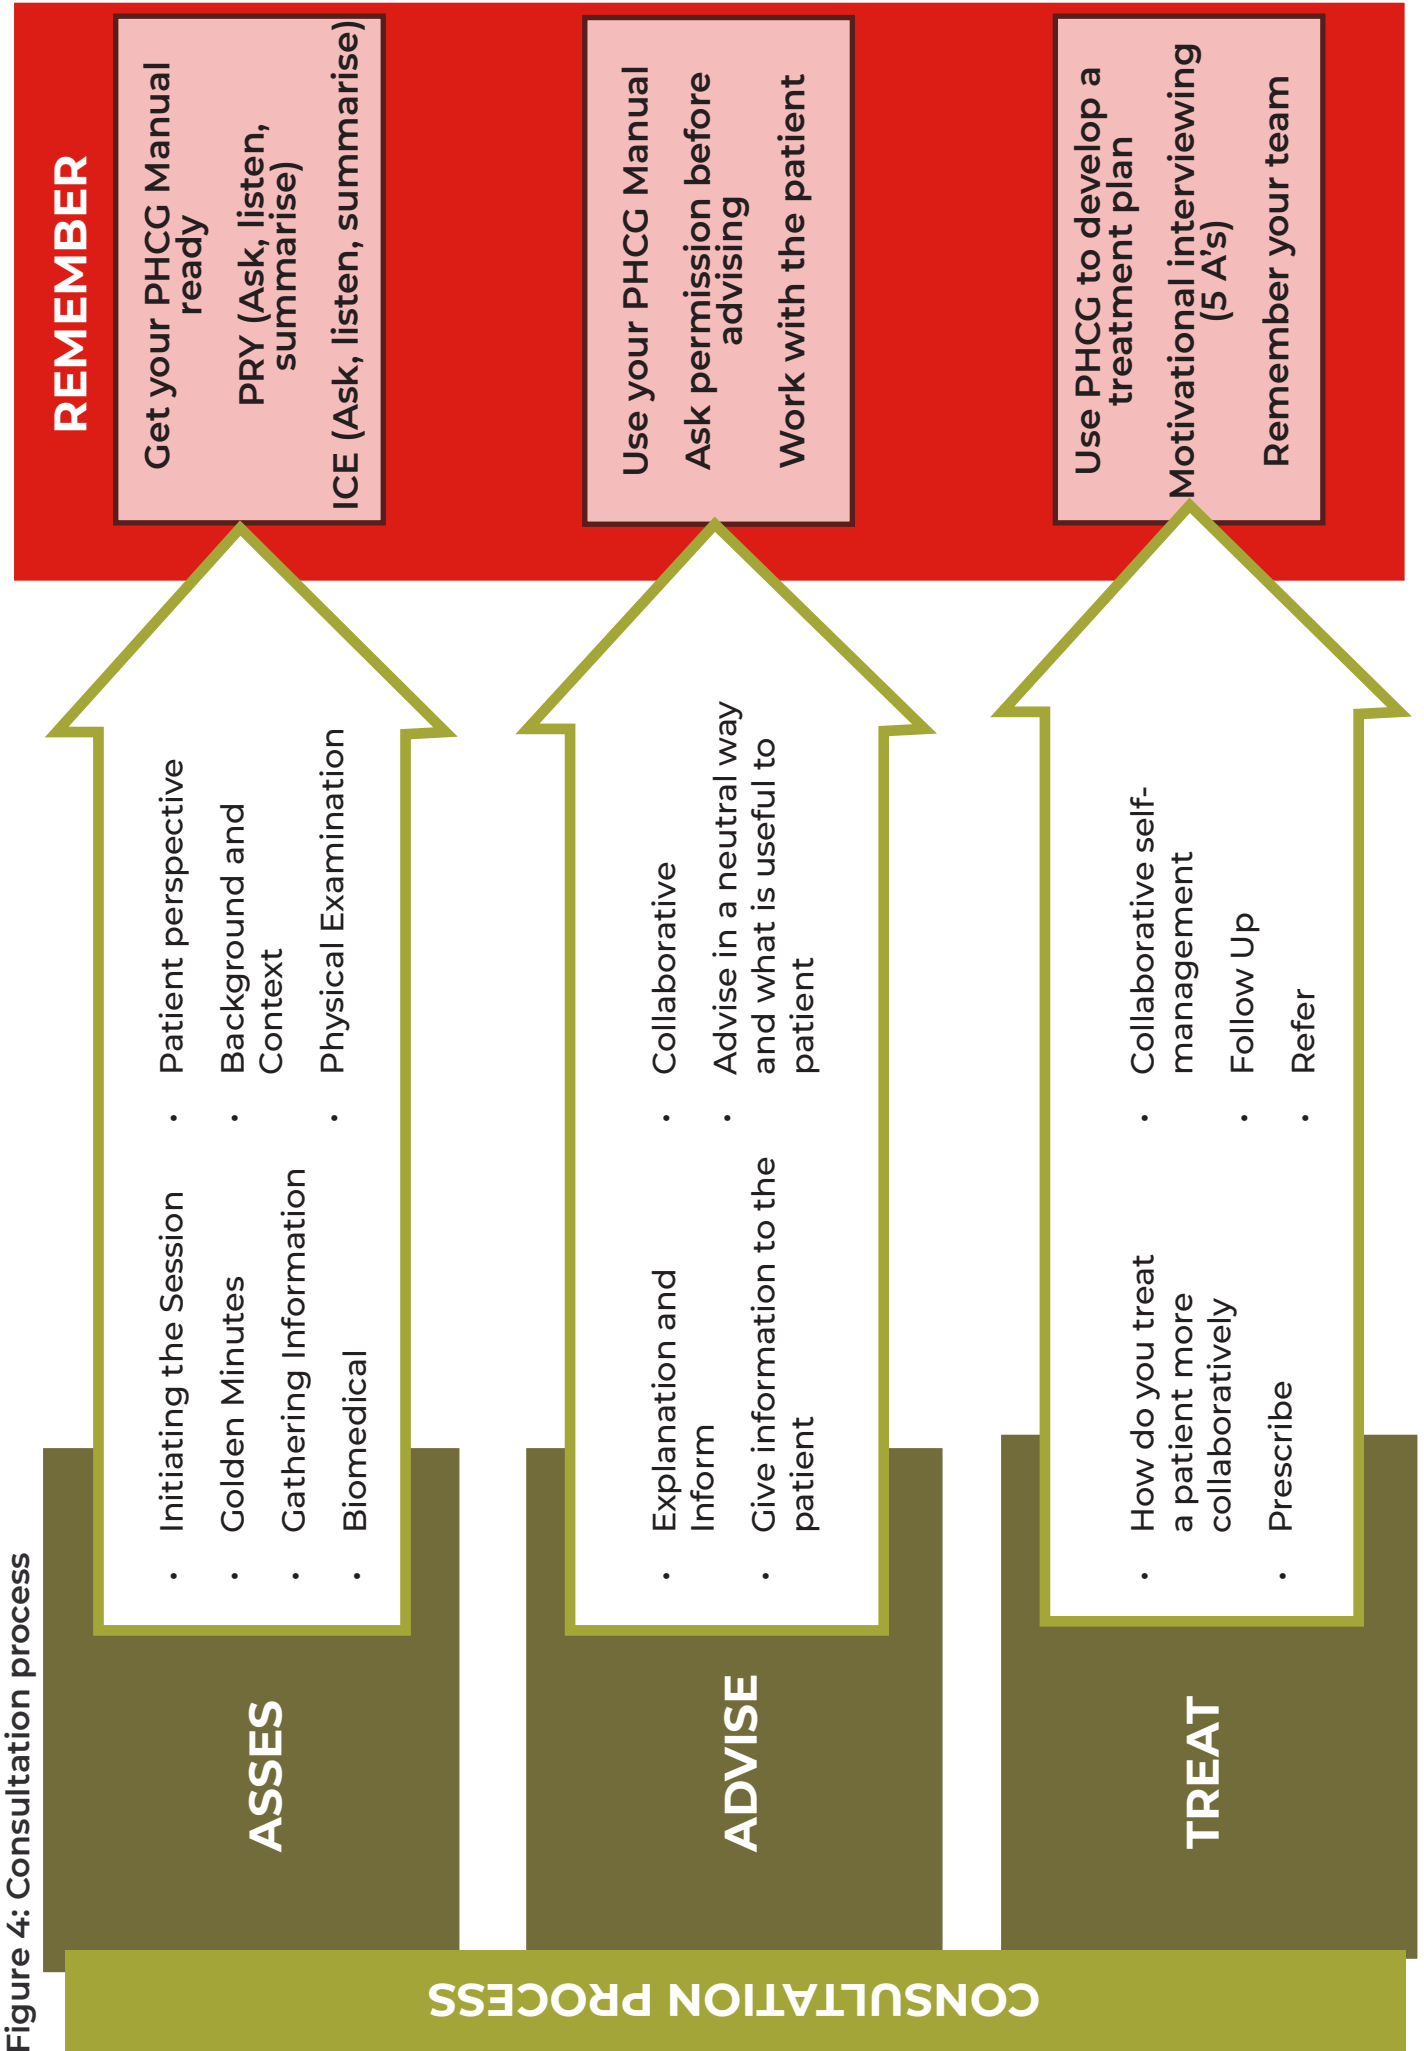 Figure 4: Consultation process
CONSULTATION PROCESS
REMEMBER
ASSES
• Initiating the Session
• Golden Minutes
• Gathering Information
• Biomedical
• Patient perspective
• Background and
Context
• Physical Examination
Get your PHCG Manual
ready
PRY (Ask, listen,
summarise)
ICE (Ask, listen, summarise)
ADVISE
• Explanation and
Inform
• Give information to the
patient
• Collaborative
• Advise in a neutral way
and what is useful to
patient
Use your PHCG Manual
Ask permission before
advising
Work with the patient
TREAT
• How do you treat
a patient more
collaboratively
• Prescribe
• Collaborative self-
management
• Follow Up
• Refer
Use PHCG to develop a
treatment plan
Motivational interviewing
(5 A's)
Remember your team